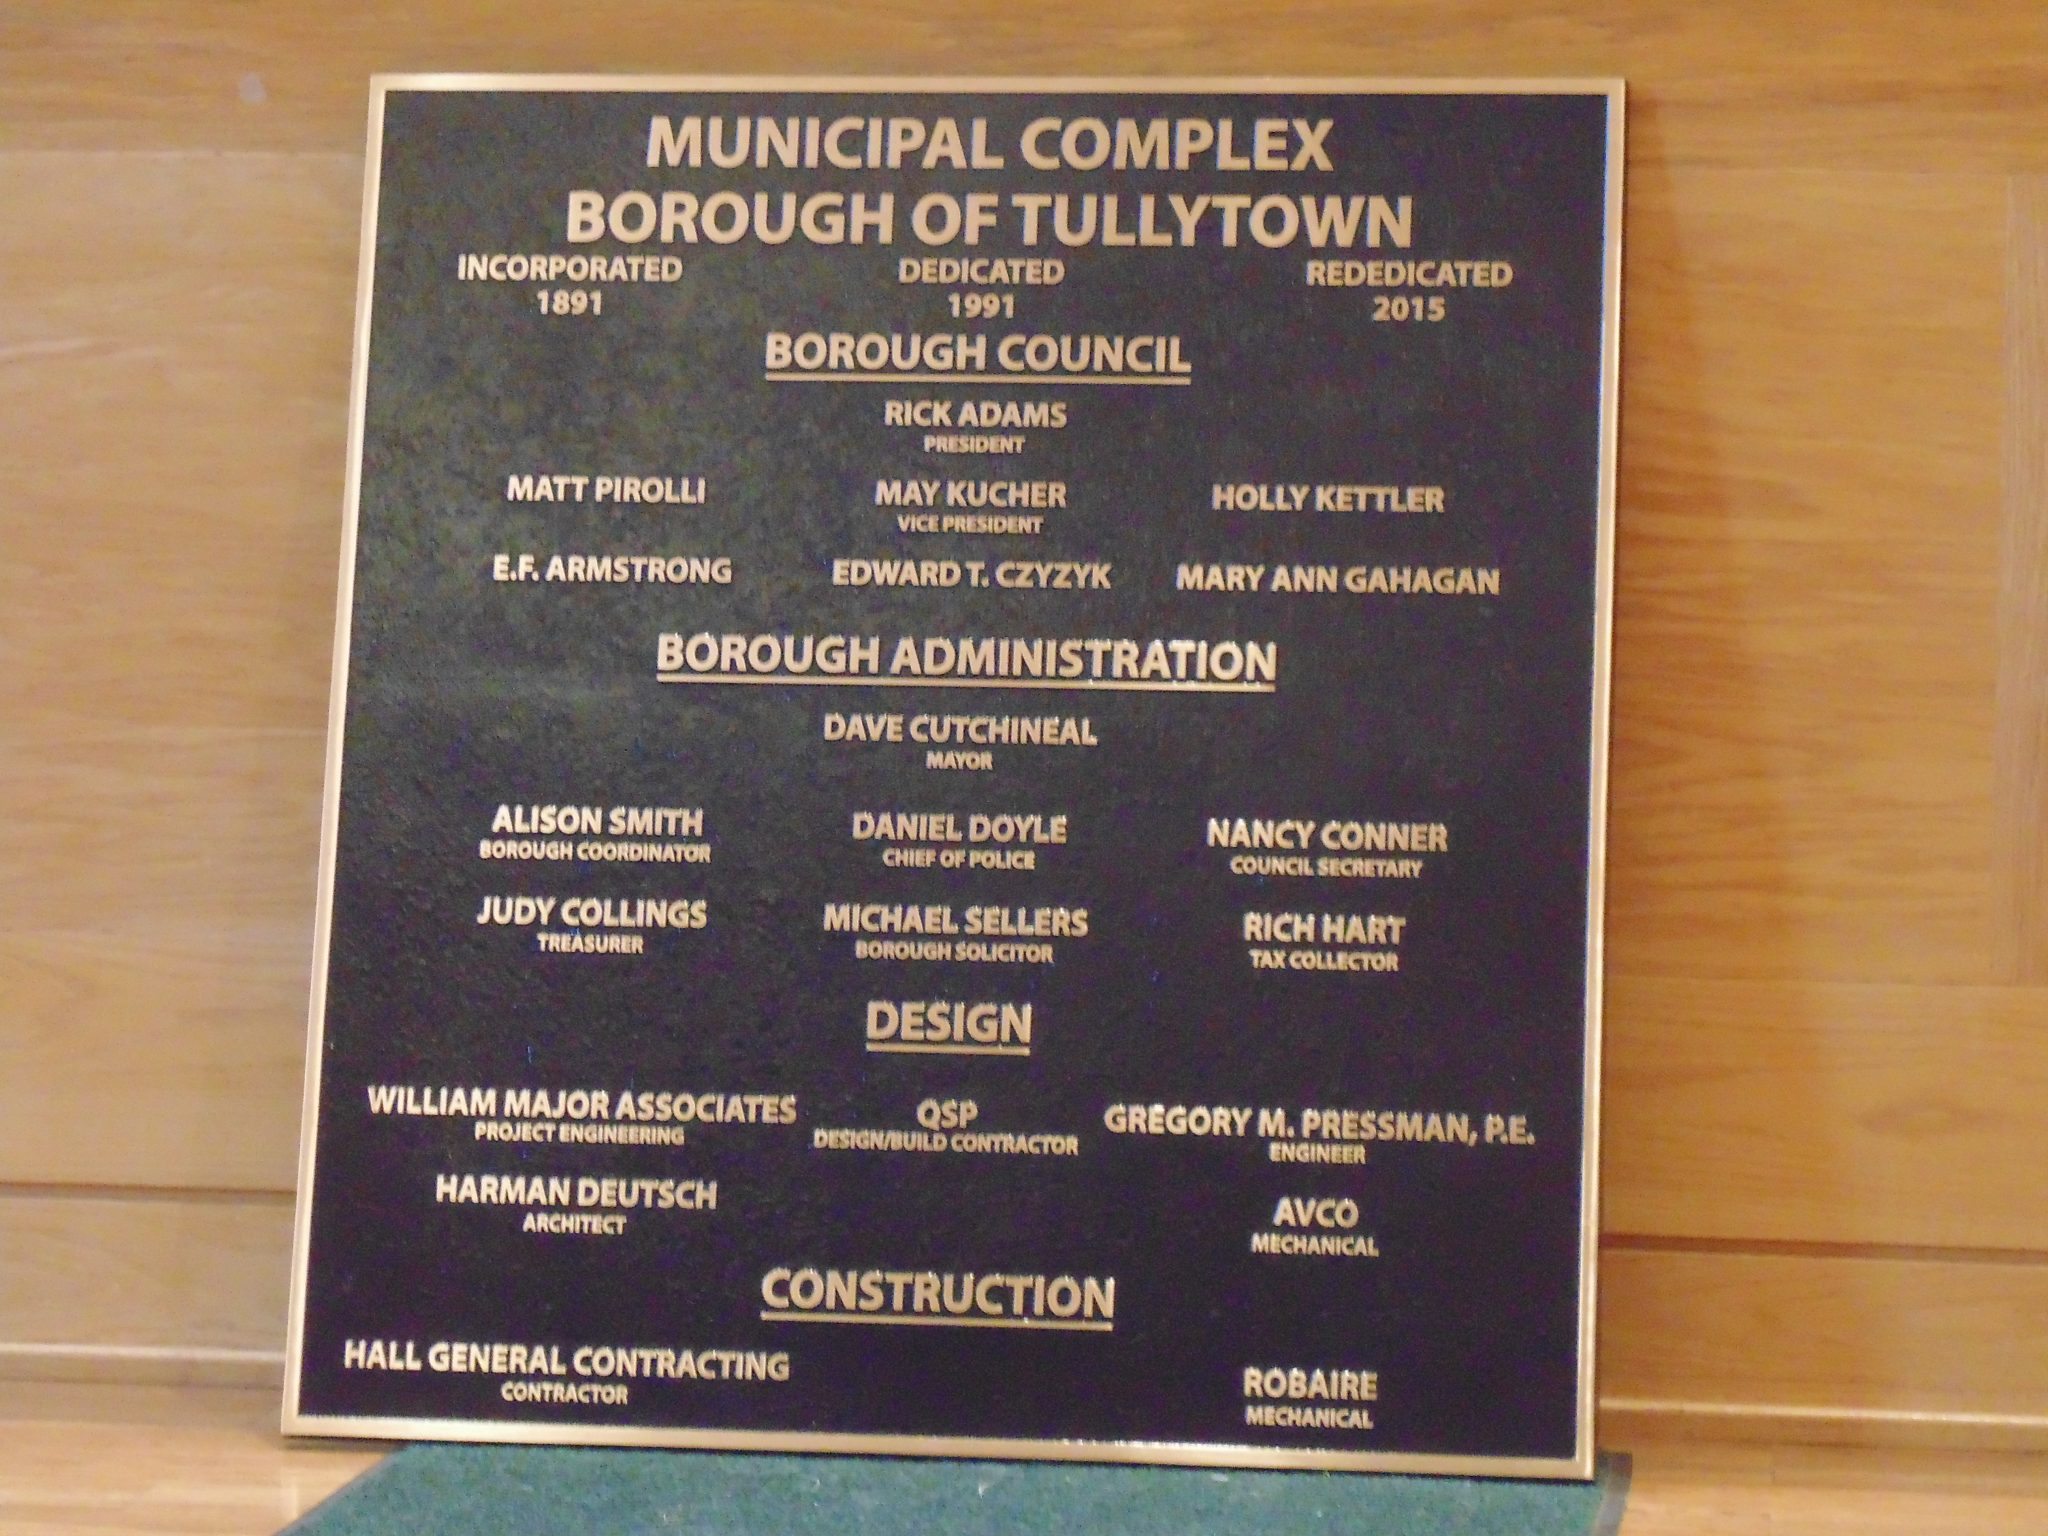 MUNICIPAL COMPLEX
BOROUGH OF TULLYTOWN
INCORPORATED DEDICATED REDEDICATED
1891 1991 2015
BOROUGH COUNCIL
RICK ADAMS
PRESIDENT
MATT PIROLLI MAY KUCHER HOLLY KETTLER
VICE PRESIDENT
E.F. ARMSTRONG EDWARD T. CZYZYK MARY ANN GAHAGAN
BOROUGH ADMINISTRATION
DAVE CUTCHINEAL
MAYOR
ALISON SMITH DANIEL DOYLE NANCY CONNER
BOROUGH COORDINATOR CHIEF OF POLICE COUNCIL SECRETARY
JUDY COLLINGS MICHAEL SELLERS RICH HART
TREASURER BOROUGH SOLICITOR TAX COLLECTOR
DESIGN
WILLIAM MAJOR ASSOCIATES QSP GREGORY M. PRESSMAN, P.E.
PROJECT ENGINEERING DESIGN/BUILD CONTRACTOR ENGINEER
HARMAN DEUTSCH AVCO
ARCHITECT MECHANICAL
CONSTRUCTION
HALL GENERAL CONTRACTING ROBAIRE
CONTRACTOR MECHANICAL